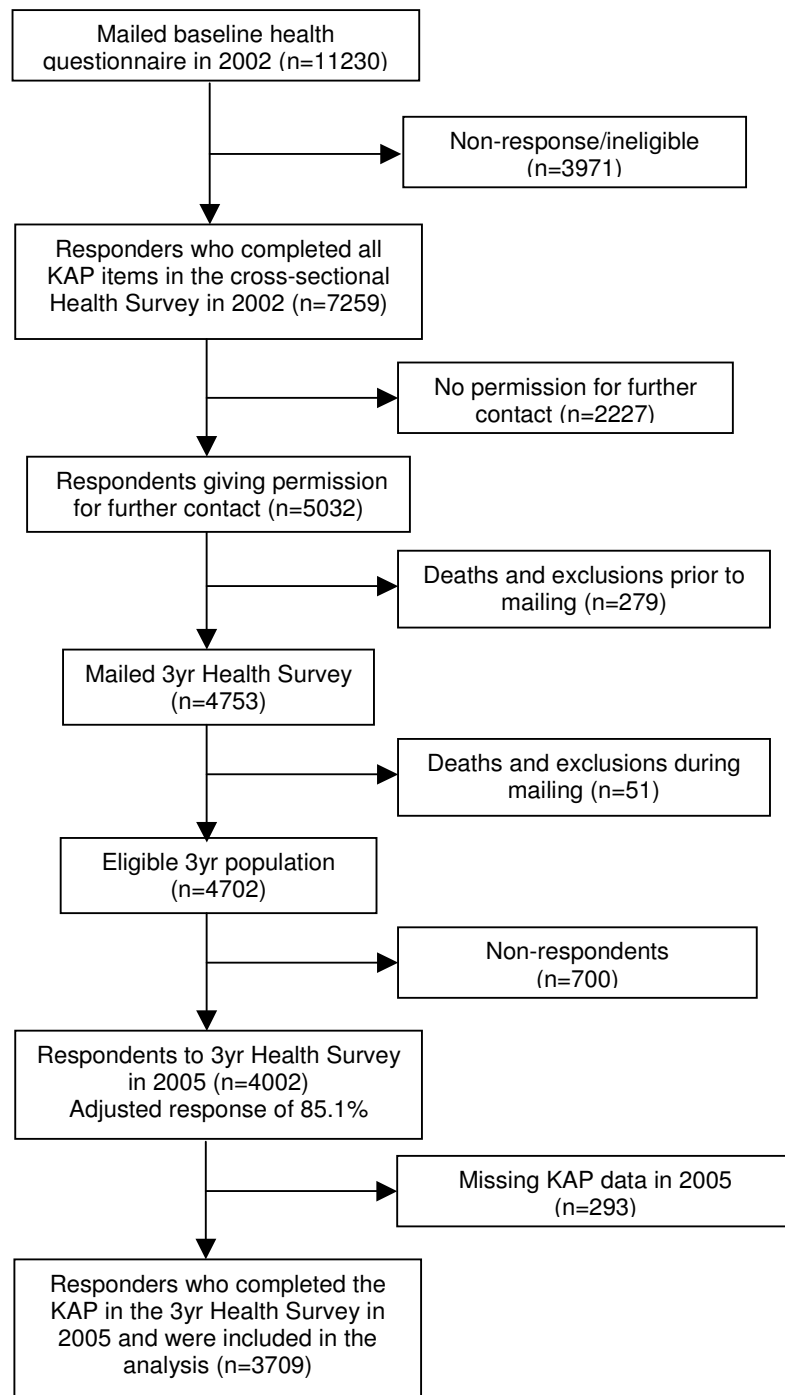 Mailed baseline health
questionnaire in 2002 (n=11230)
Non-response/ineligible
(n=3971)
Responders who completed all
KAP items in the cross-sectional
Health Survey in 2002 (n=7259)
No permission for further
contact (n=2227)
Respondents giving permission
for further contact (n=5032)
Deaths and exclusions prior to
mailing (n=279)
Mailed 3yr Health Survey
(n=4753)
Deaths and exclusions during
mailing (n=51)
Eligible 3yr population
(n=4702)
Non-respondents
(n=700)
Respondents to 3yr Health Survey
in 2005 (n=4002)
Adjusted response of 85.1%
Missing KAP data in 2005
(n=293)
Responders who completed the
KAP in the 3yr Health Survey in
2005 and were included in the
analysis (n=3709)